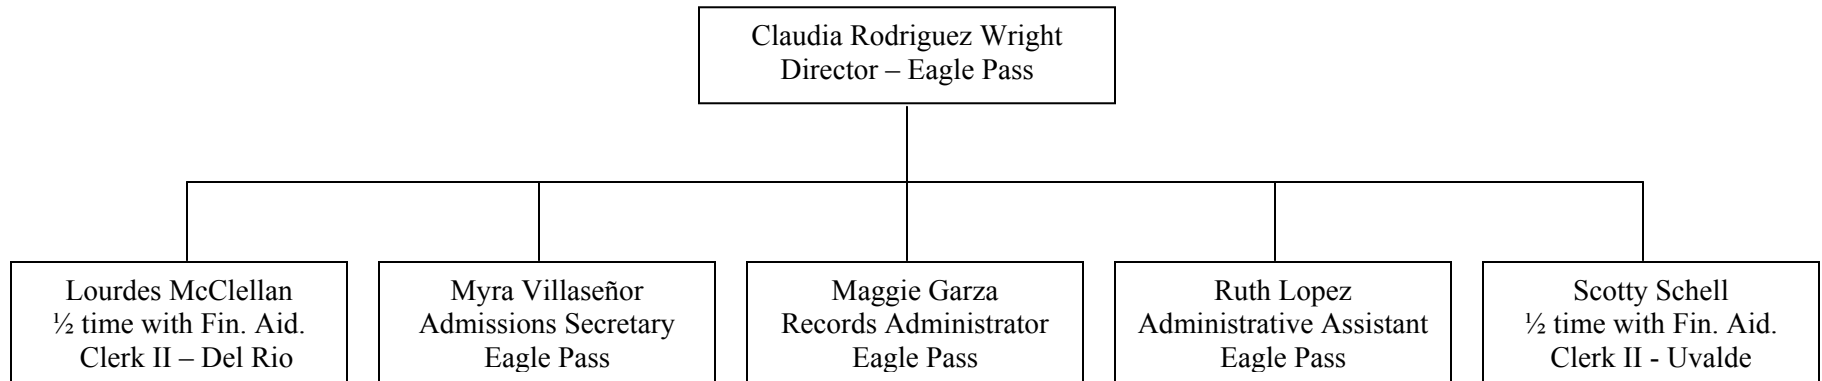 Claudia Rodriguez Wright
Director – Eagle Pass
Lourdes McClellan
½ time with Fin. Aid.
Clerk II – Del Rio
Myra Villaseñor
Admissions Secretary
Eagle Pass
Maggie Garza
Records Administrator
Eagle Pass
Ruth Lopez
Administrative Assistant
Eagle Pass
Scotty Schell
½ time with Fin. Aid.
Clerk II - Uvalde